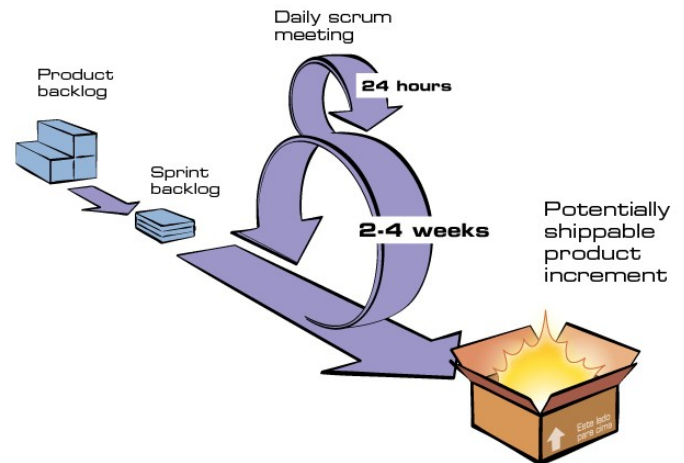 Daily scrum
meeting
24 hours
Product
backlog
Sprint
backlog
2-4 weeks
Potentially
shippable
product
increment
Este lado
para cima